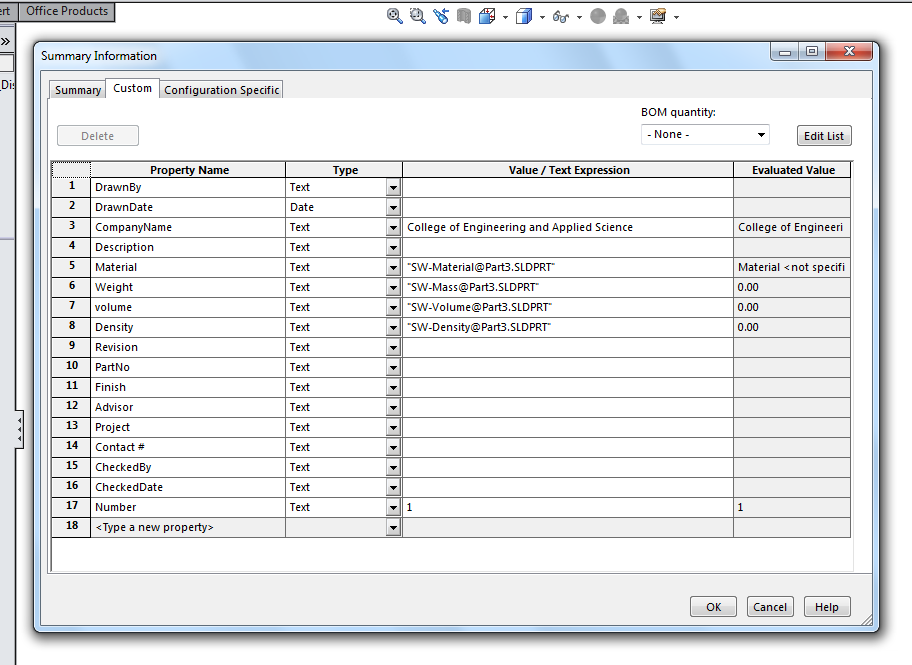 ert Office Products
»
Dis
Summary Information
Summary Custom Configuration Specific
BOM quantity:
Delete - None - Edit List
Property Name Type Value / Text Expression Evaluated Value
1 DrawnBy Text
2 DrawnDate Date
3 CompanyName Text College of Engineering and Applied Science College of Engineeri
4 Description Text
5 Material Text "SW-Material@Part3.SLDPRT" Material <not specifi
6 Weight Text "SW-Mass@Part3.SLDPRT" 0.00
7 volume Text "SW-Volume@Part3.SLDPRT" 0.00
8 Density Text "SW-Density@Part3.SLDPRT" 0.00
9 Revision Text
10 PartNo Text
11 Finish Text
12 Advisor Text
13 Project Text
14 Contact # Text
15 CheckedBy Text
16 CheckedDate Text
17 Number Text 1 1
18 <Type a new property>
OK Cancel Help